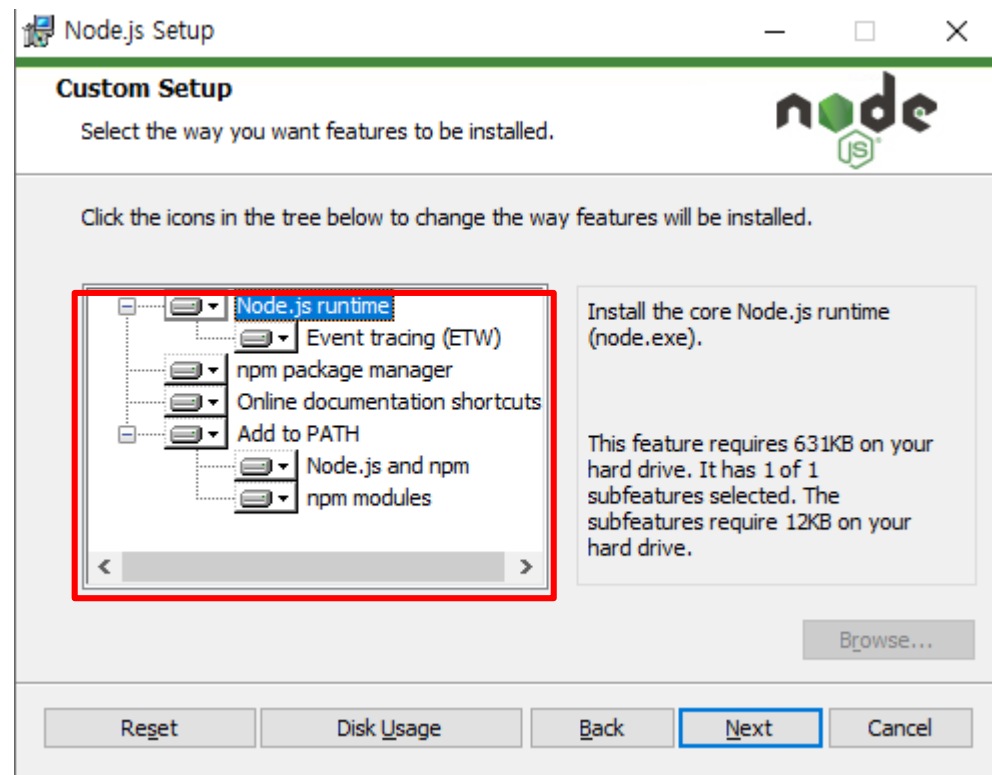 Node.js Setup
Custom Setup
Select the way you want features to be installed.
node
JS
Click the icons in the tree below to change the way features will be installed.
Node.js runtime
Event tracing (ETW)
npm package manager
Online documentation shortcuts
Add to PATH
Node.js and npm
npm modules
Install the core Node.js runtime
(node.exe).
This feature requires 631KB on your
hard drive. It has 1 of 1
subfeatures selected. The
subfeatures require 12KB on your
hard drive.
Browse...
Reset
Disk Usage
Back
Next
Cancel